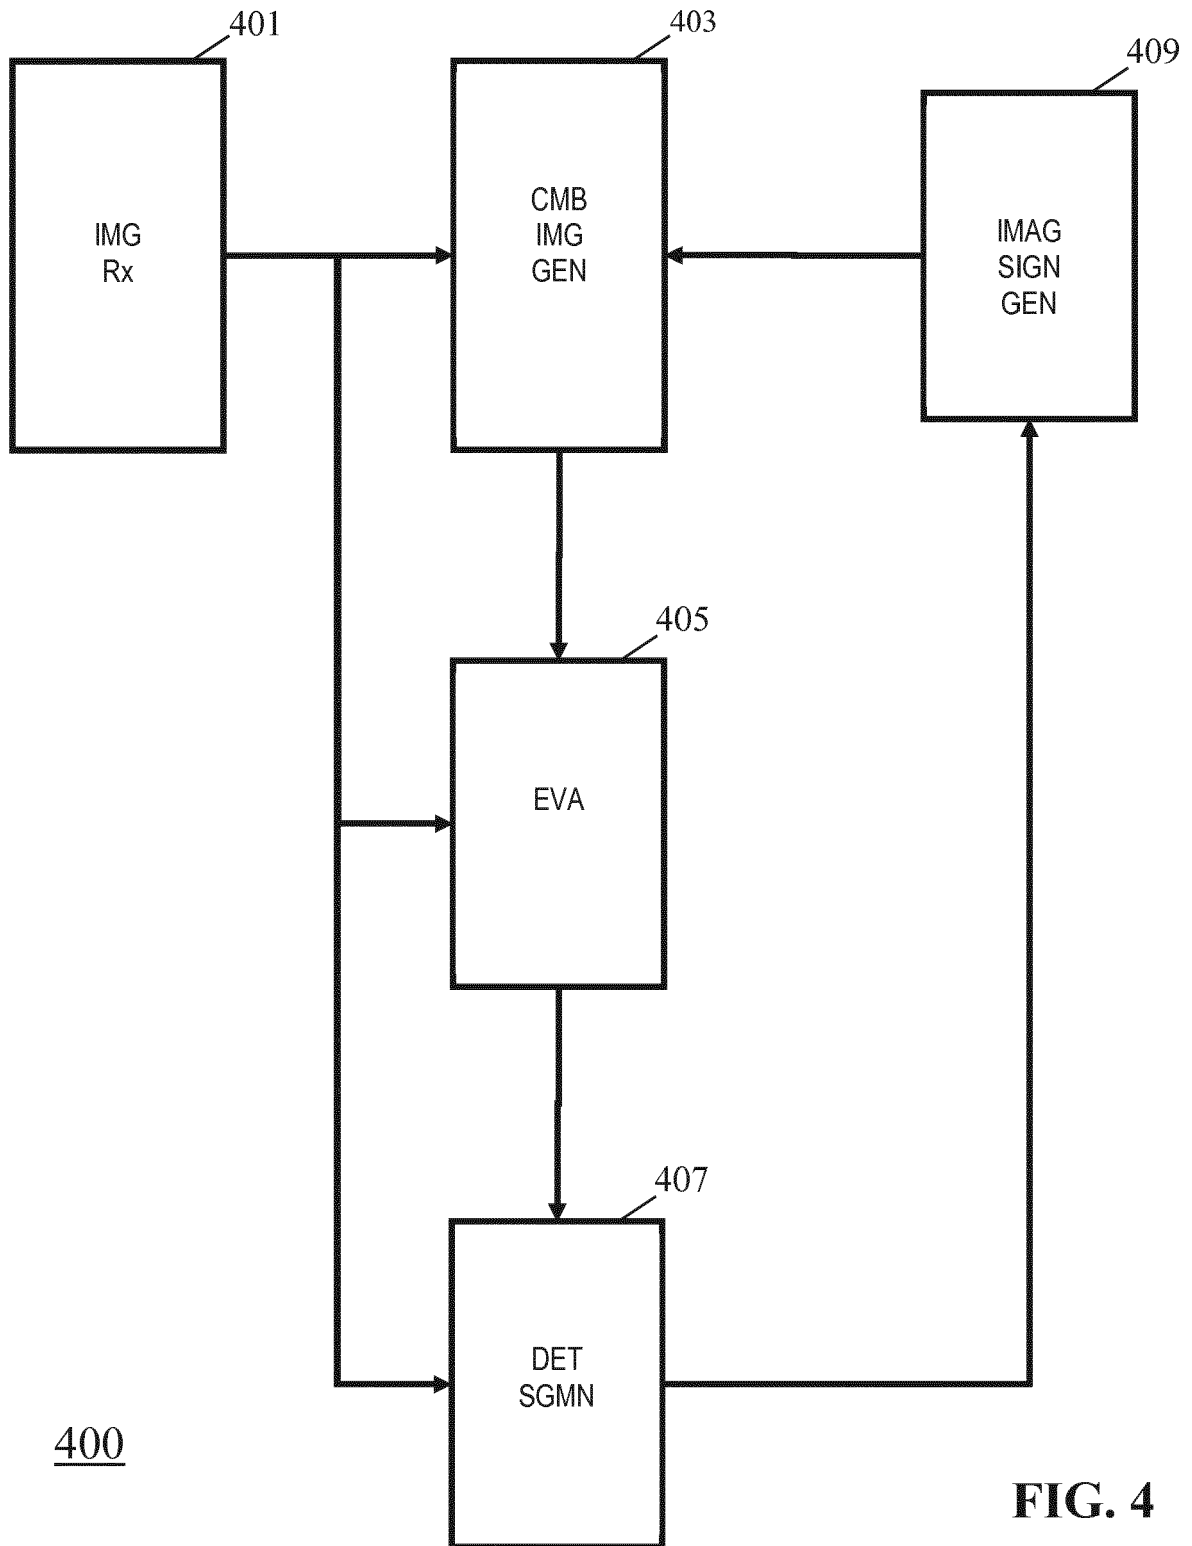 401
403
409
IMG
Rx
CMB
IMG
GEN
IMAG
SIGN
GEN
405
EVA
407
DET
SGMN
400
FIG. 4